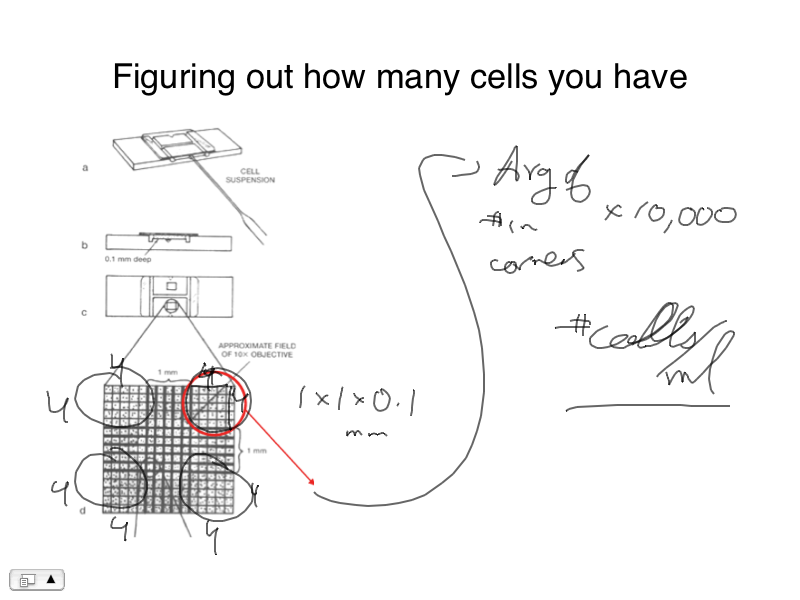 Figuring out how many cells you have
a
CELL
SUSPENSION
b
0.1 mm deep
c
APPROXIMATE FIELD
OF 10× OBJECTIVE
1 mm
4
4
4
4
1 mm
4
4
d
4
4
4
1 x 1 x 0.1
mm
Avg of
# in
corners
x 10,000
# cells/
ml